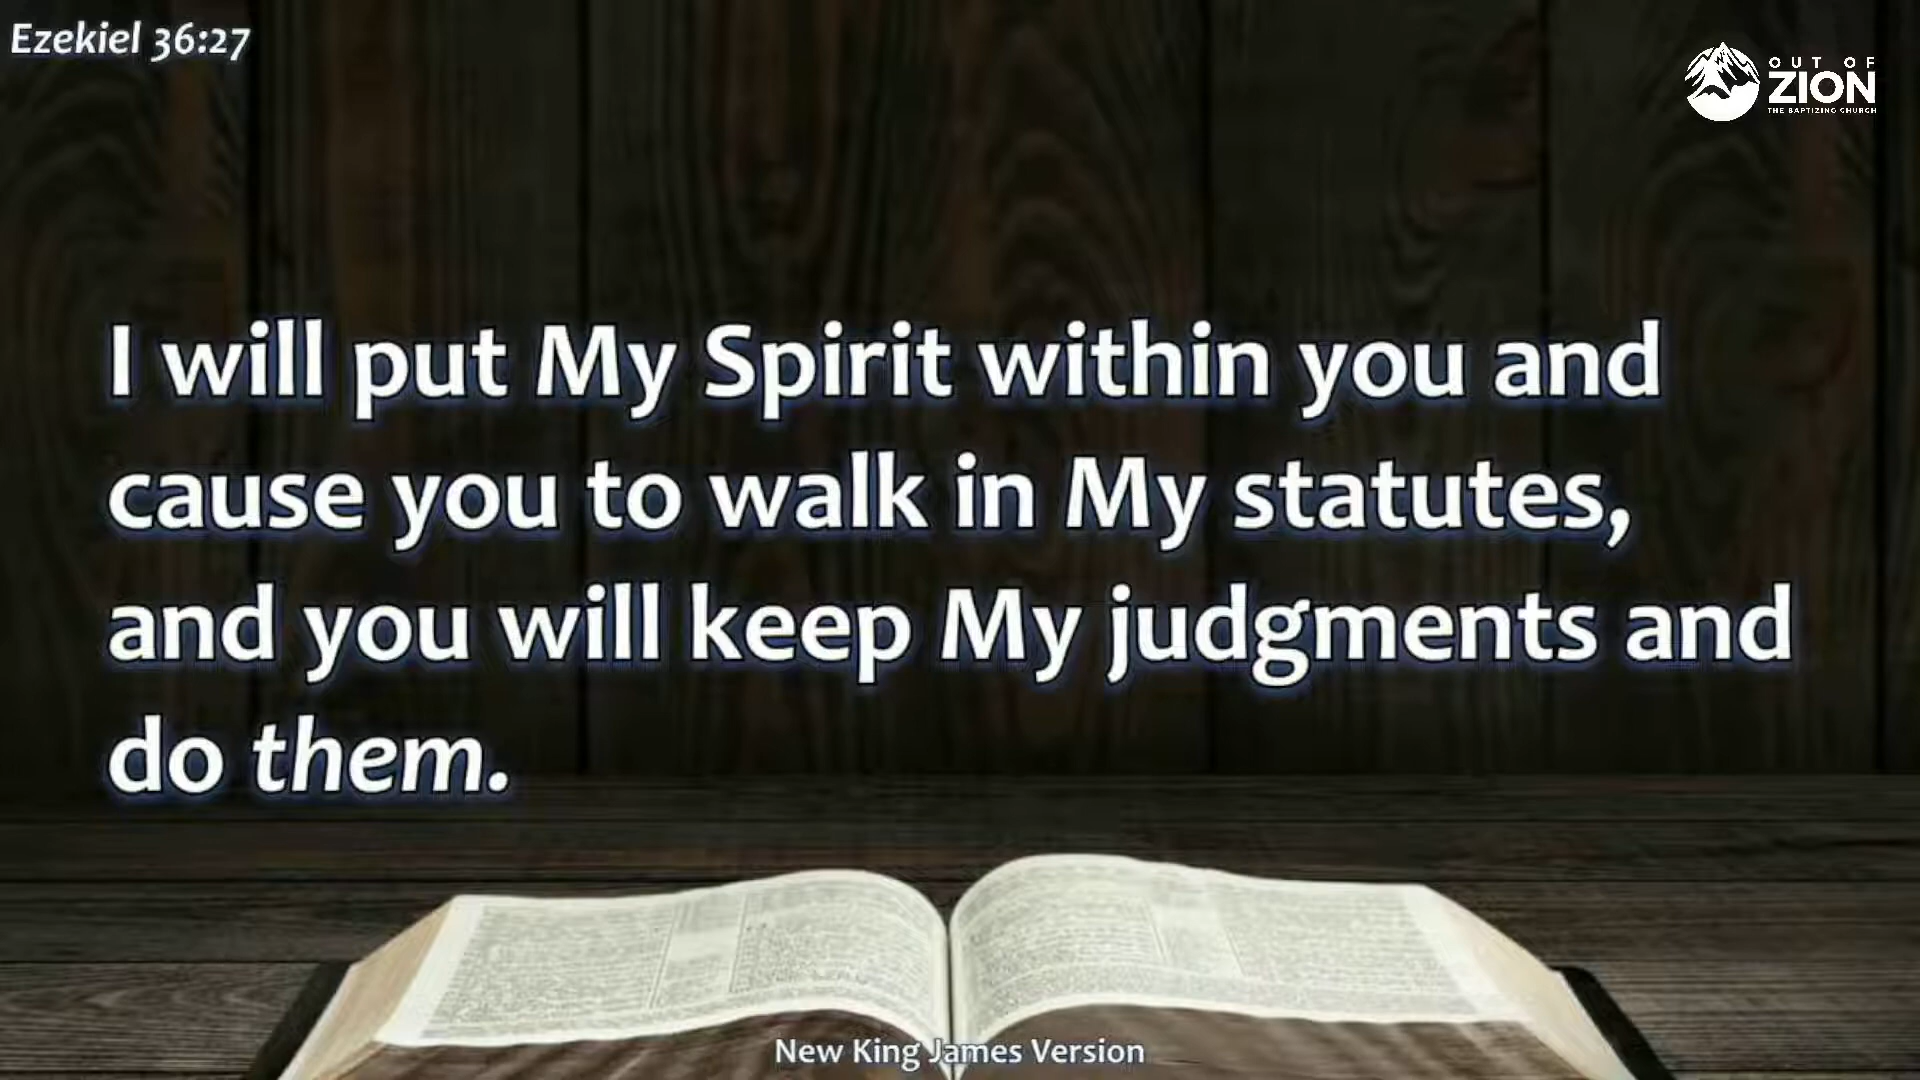 Ezekiel 36:27
OUT OF
ZION
THE BAPTIZING CHURCH
I will put My Spirit within you and
cause you to walk in My statutes,
and you will keep My judgments and
do them.
New King James Version